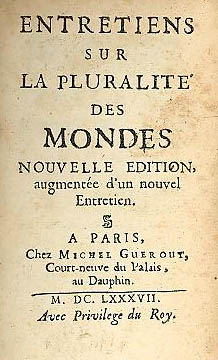 ENTRETIENS
SUR
LA PLURALITÉ
DES
MONDES
NOUVELLE EDITION,
augmentée d'un nouvel
Entretien.
A PARIS,
Chez MICHEL GUEROUT,
Court-neuve du Palais,
au Dauphin.
M. DC. LXXXVII.
Avec Privilege du Roy.